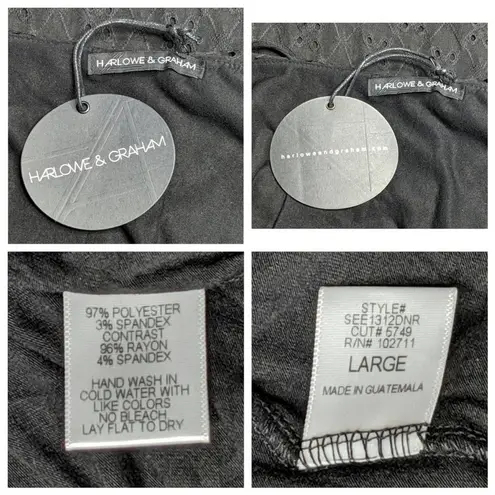 HARLOWE & GRAHAM
HARLOWE & GRAHAM
HARLOWE & GRAHAM
harloweandgraham.com
97% POLYESTER
3% SPANDEX
CONTRAST
96% RAYON
4% SPANDEX
HAND WASH IN
COLD WATER WITH
LIKE COLORS
NO BLEACH
LAY FLAT TO DRY
STYLE#
SEE1312DNR
CUT# 5749
R/N# 102711
LARGE
MADE IN GUATEMALA